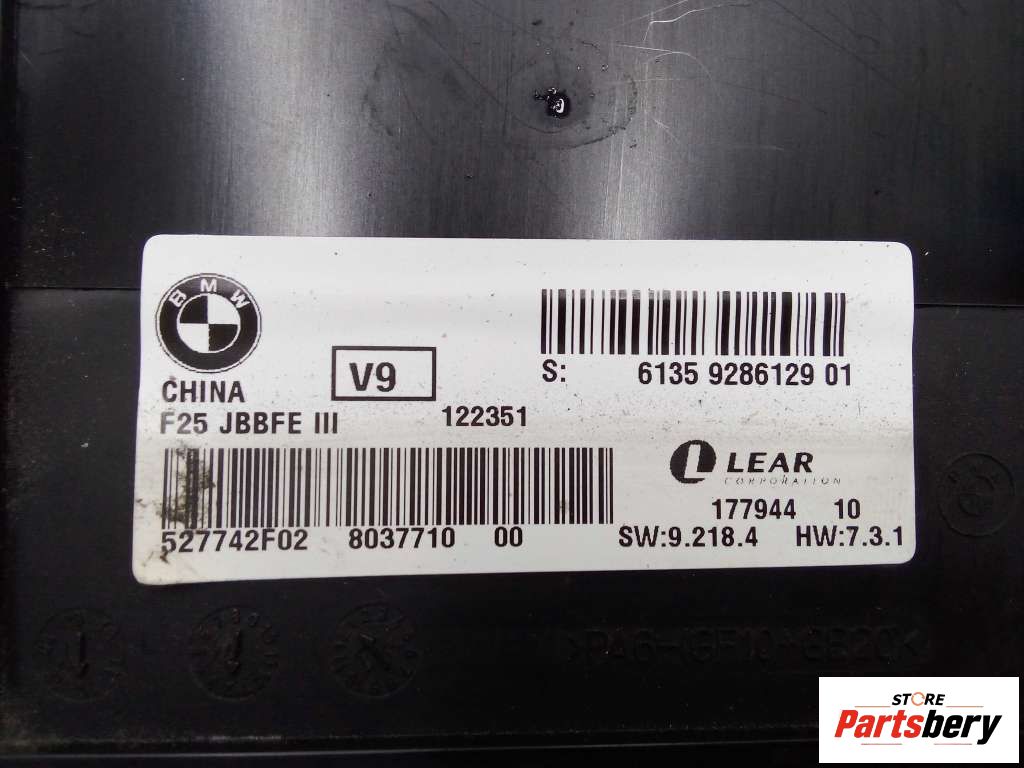 BMW
CHINA
V9
S: 6135 9286129 01
F25 JBBFE III 122351
LEAR
CORPORATION
177944 10
527742F02 8037710 00
SW:9.218.4 HW:7.3.1
STORE
Partsbery